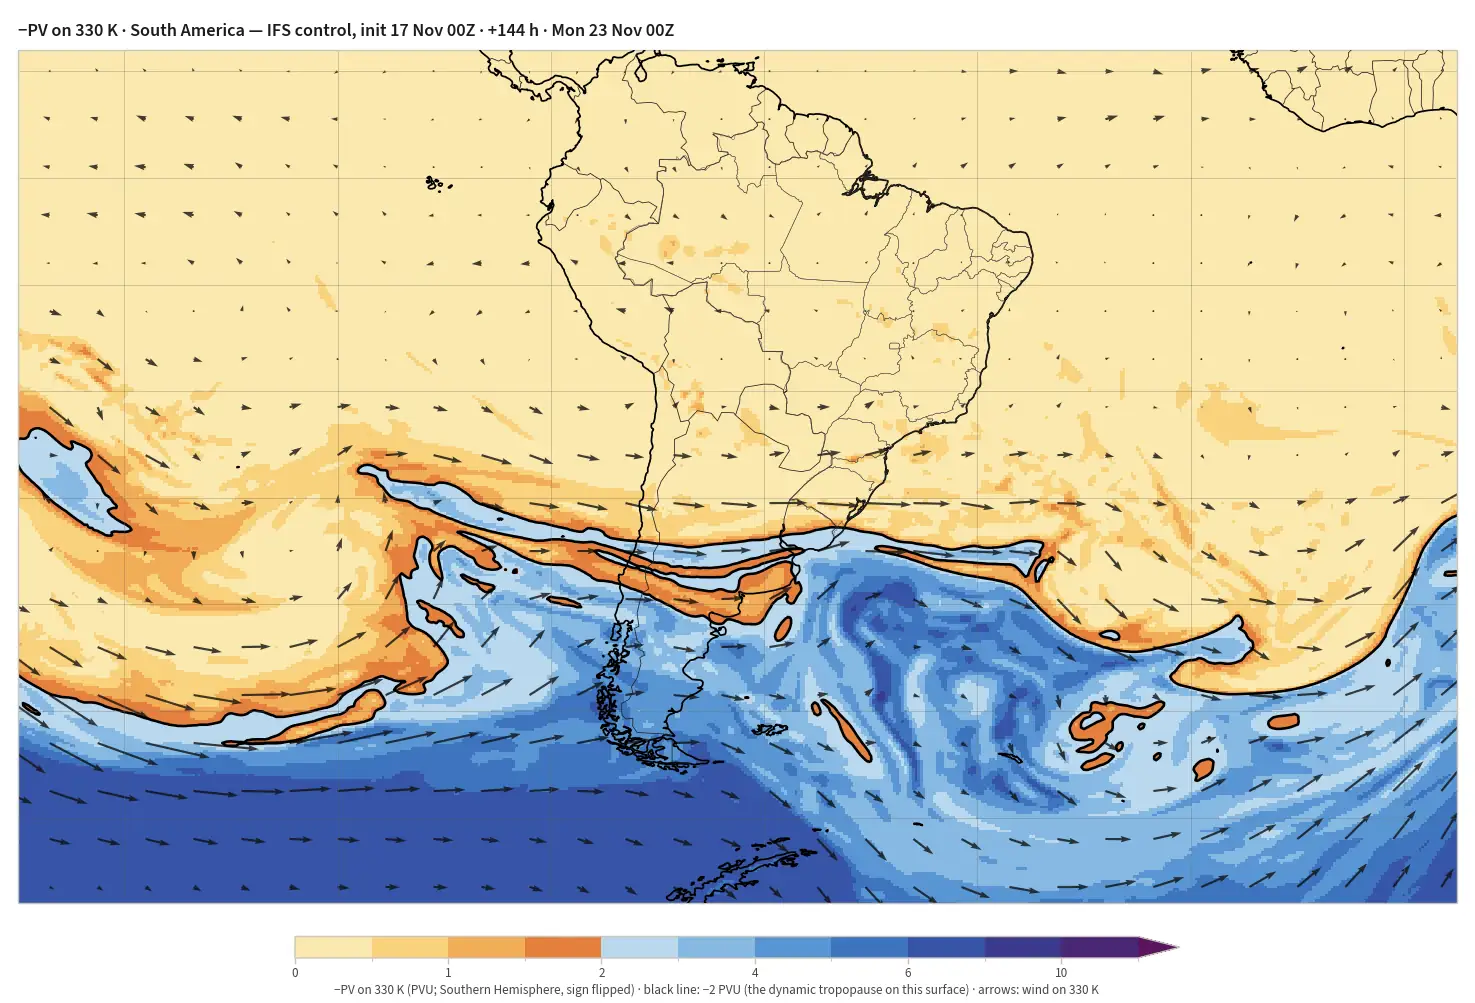 −PV on 330 K · South America — IFS control, init 17 Nov 00Z · +144 h · Mon 23 Nov 00Z
0 1 2 4 6 10
−PV on 330 K (PVU; Southern Hemisphere, sign flipped) · black line: −2 PVU (the dynamic tropopause on this surface) · arrows: wind on 330 K